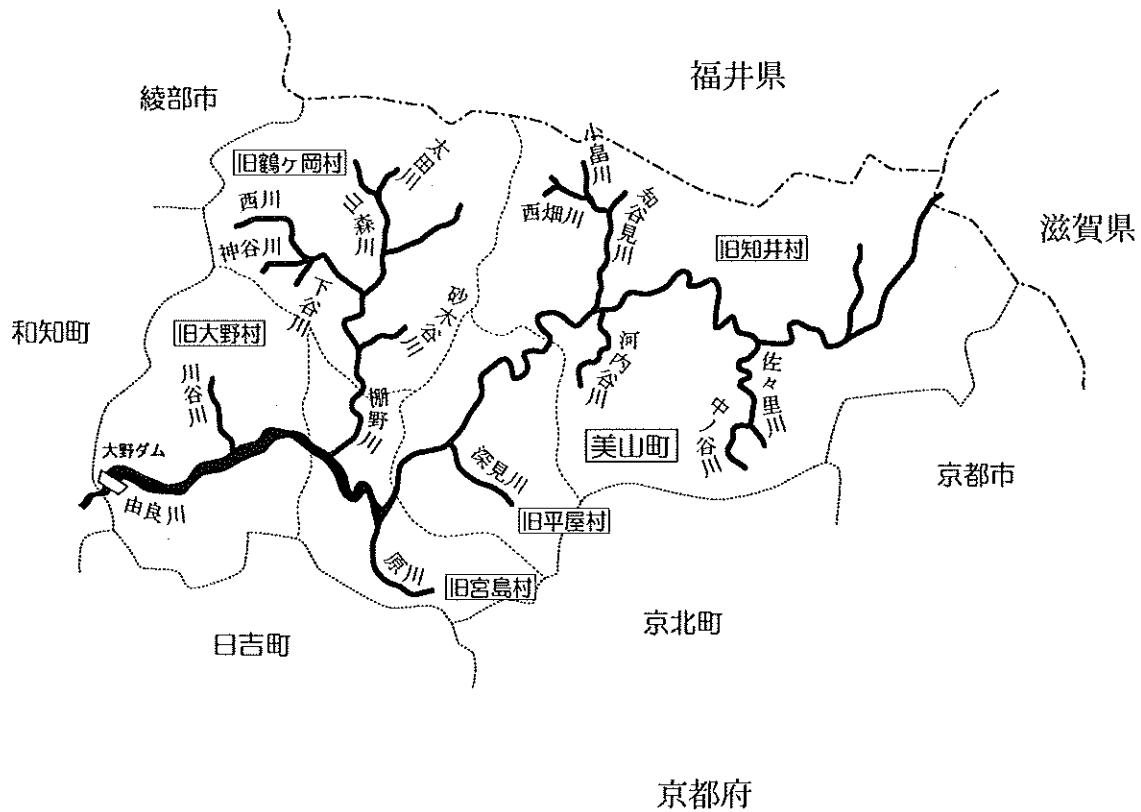 福井県
綾部市
旧鶴ヶ岡村
太田川
小畠川
西川
山森川
西畑川
知谷見川
神谷川
旧知井村
滋賀県
下谷川
砂木谷川
和知町
旧大野村
川谷川
棚野川
河内谷川
佐々里川
中ノ谷川
美山町
大野ダム
深見川
京都市
由良川
旧平屋村
原川
旧宮島村
日吉町
京北町
京都府